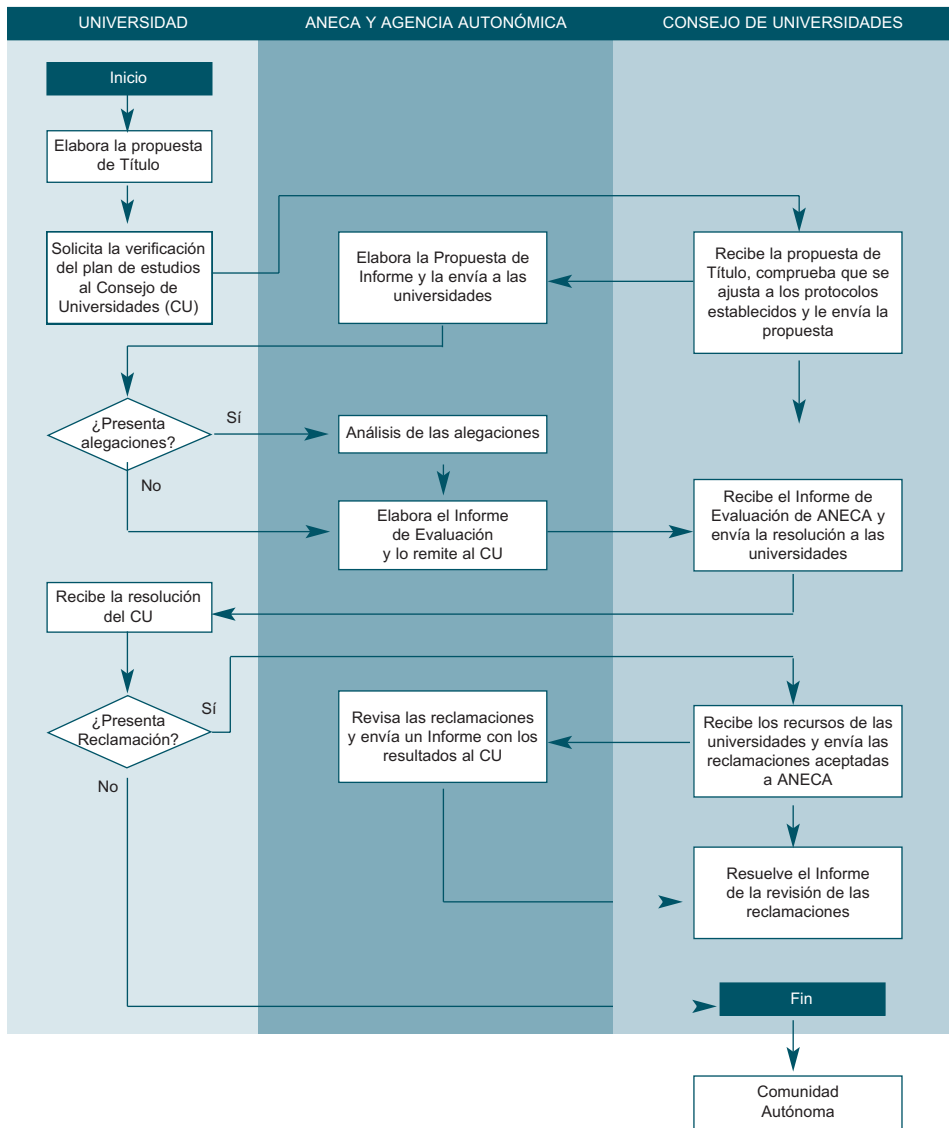 UNIVERSIDAD
ANECA Y AGENCIA AUTONÓMICA
CONSEJO DE UNIVERSIDADES
Inicio
Elabora la propuesta
de Título
Solicita la verificación
del plan de estudios
al Consejo de
Universidades (CU)
Elabora la Propuesta de
Informe y la envía a las
universidades
Recibe la propuesta de
Título, comprueba que se
ajusta a los protocolos
establecidos y le envía la
propuesta
¿Presenta
alegaciones?
Sí
No
Análisis de las alegaciones
Elabora el Informe
de Evaluación
y lo remite al CU
Recibe el Informe de
Evaluación de ANECA y
envía la resolución a las
universidades
Recibe la resolución
del CU
¿Presenta
Reclamación?
Sí
No
Revisa las reclamaciones
y envía un Informe con los
resultados al CU
Recibe los recursos de las
universidades y envía las
reclamaciones aceptadas
a ANECA
Resuelve el Informe
de la revisión de las
reclamaciones
Fin
Comunidad
Autónoma